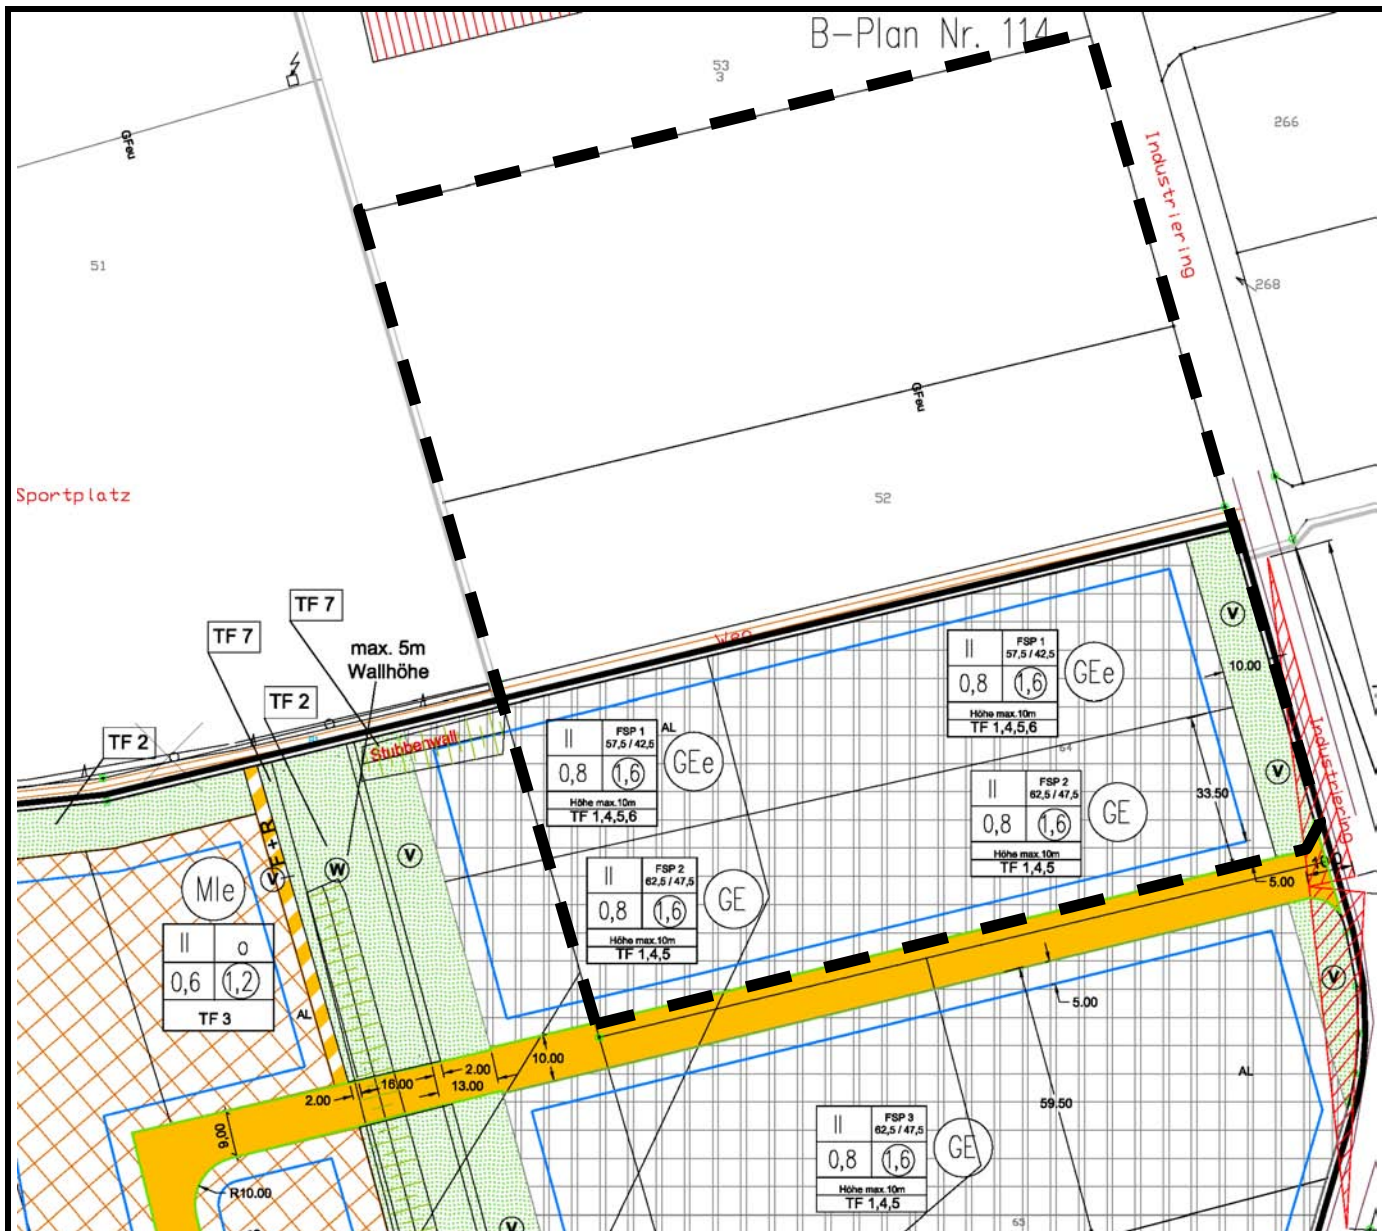 B-Plan Nr. 114
53
3
266
GFeu
Industriering
51
268
GFeu
Sportplatz
52
TF 7
TF 7
max. 5m
Wallhöhe
Weg
V
II
FSP 1
57,5 / 42,5
0,8
1,6
Höhe max.10m
TF 1,4,5,6
GEe
10.00
TF 2
TF 2
Stubbenwall
II
FSP 1
57,5 / 42,5
0,8
1,6
Höhe max.10m
TF 1,4,5,6
AL
GEe
64
Industriering
V
II
FSP 2
62,5 / 47,5
0,8
1,6
Höhe max.10m
TF 1,4,5
GE
33.50
F+R
V
W
V
MIe
II
o
0,6
1,2
TF 3
II
FSP 2
62,5 / 47,5
0,8
1,6
Höhe max.10m
TF 1,4,5
GE
5.00
V
5.00
AL
10.00
2.00
16.00
2.00
13.00
AL
59.50
9.00
II
FSP 3
62,5 / 47,5
0,8
1,6
Höhe max.10m
TF 1,4,5
GE
R10.00
V
63